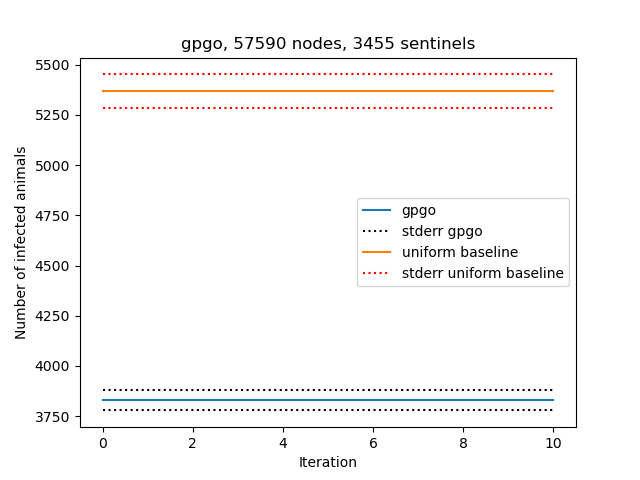 gpgo, 57590 nodes, 3455 sentinels
Number of infected animals
5500
5250
5000
4750
4500
4250
4000
3750
gpgo
stderr gpgo
uniform baseline
stderr uniform baseline
0 2 4 6 8 10
Iteration